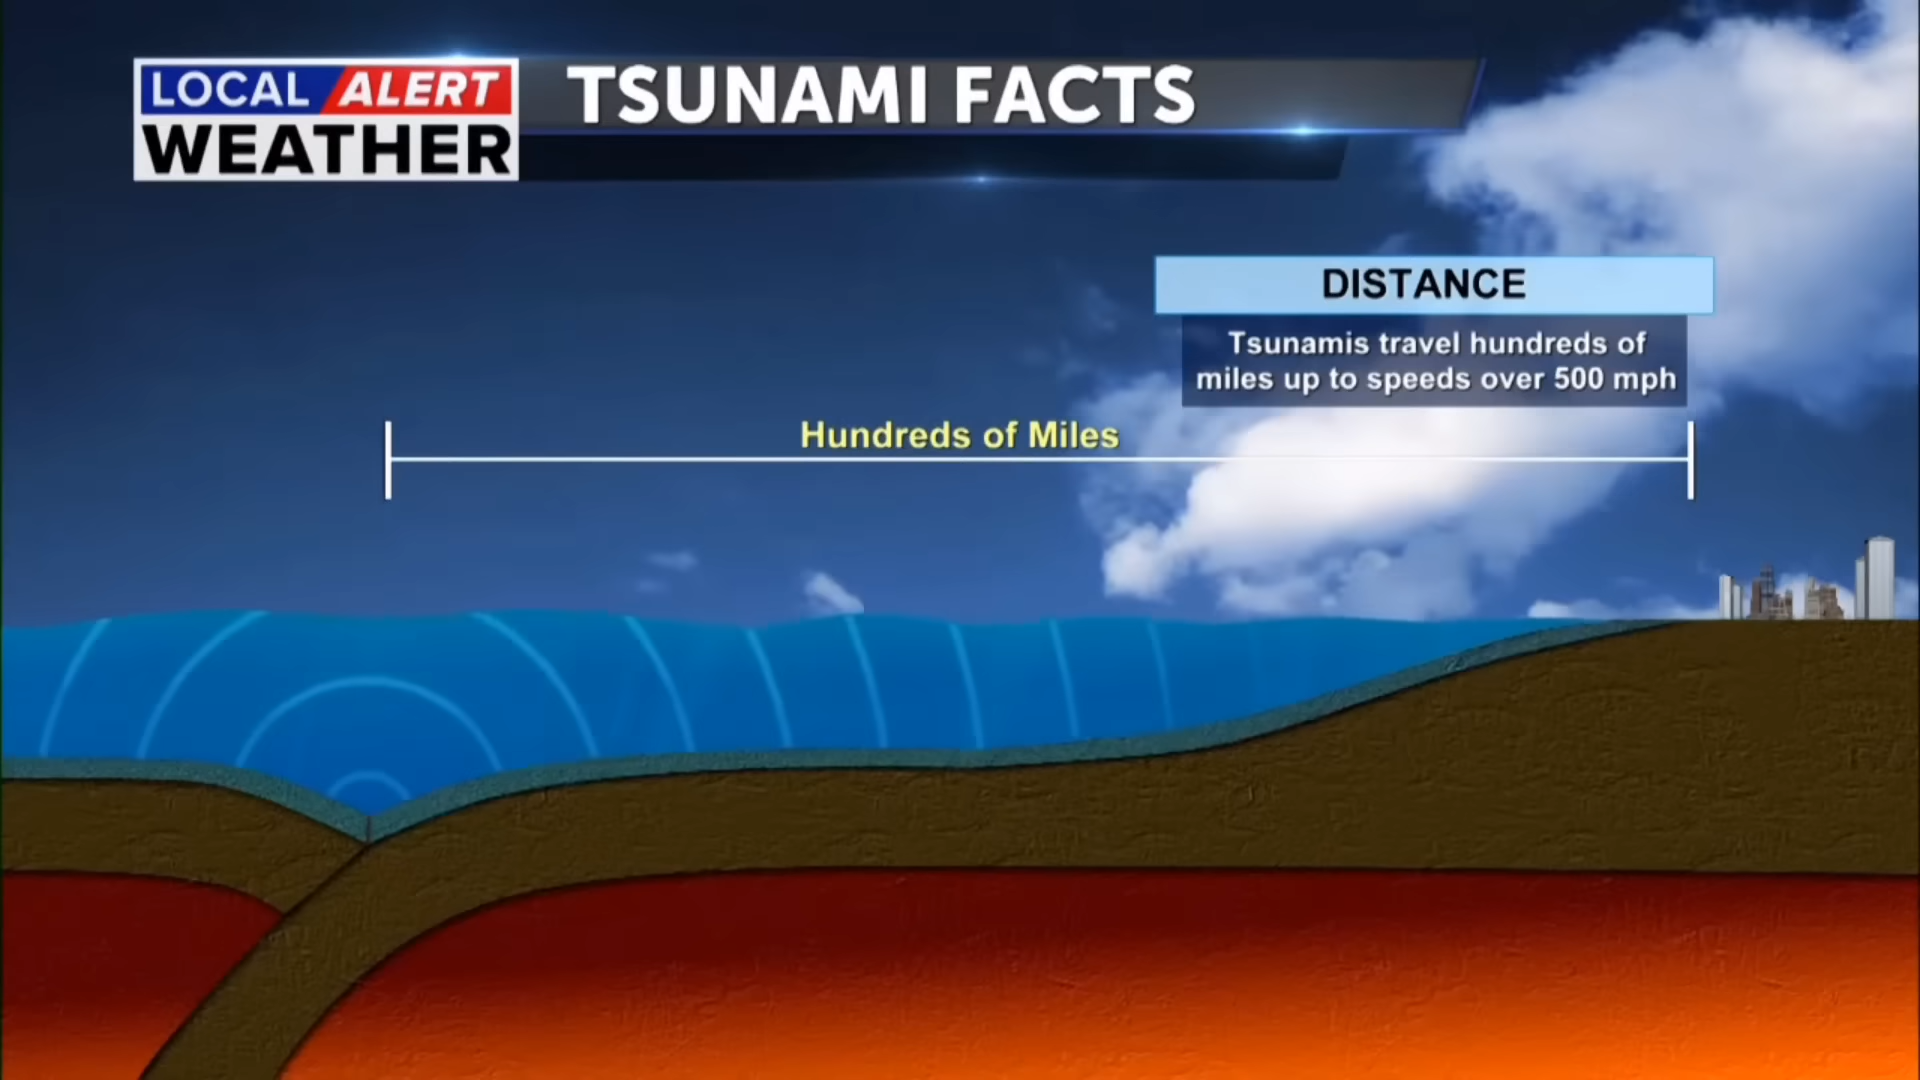 LOCAL ALERT
WEATHER
TSUNAMI FACTS
DISTANCE
Tsunamis travel hundreds of
miles up to speeds over 500 mph
Hundreds of Miles